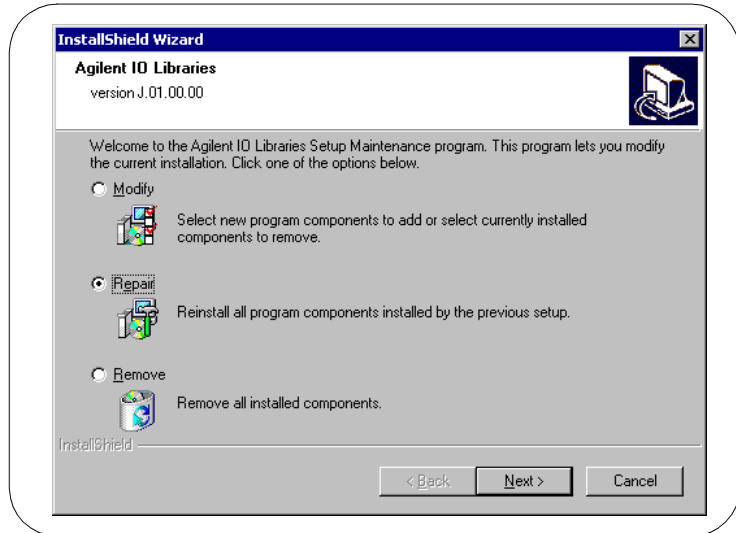 InstallShield Wizard
Agilent IO Libraries
version J.01.00.00
Welcome to the Agilent IO Libraries Setup Maintenance program. This program lets you modify
the current installation. Click one of the options below.
Modify
Select new program components to add or select currently installed
components to remove.
Repair
Reinstall all program components installed by the previous setup.
Remove
Remove all installed components.
InstallShield
< Back
Next >
Cancel